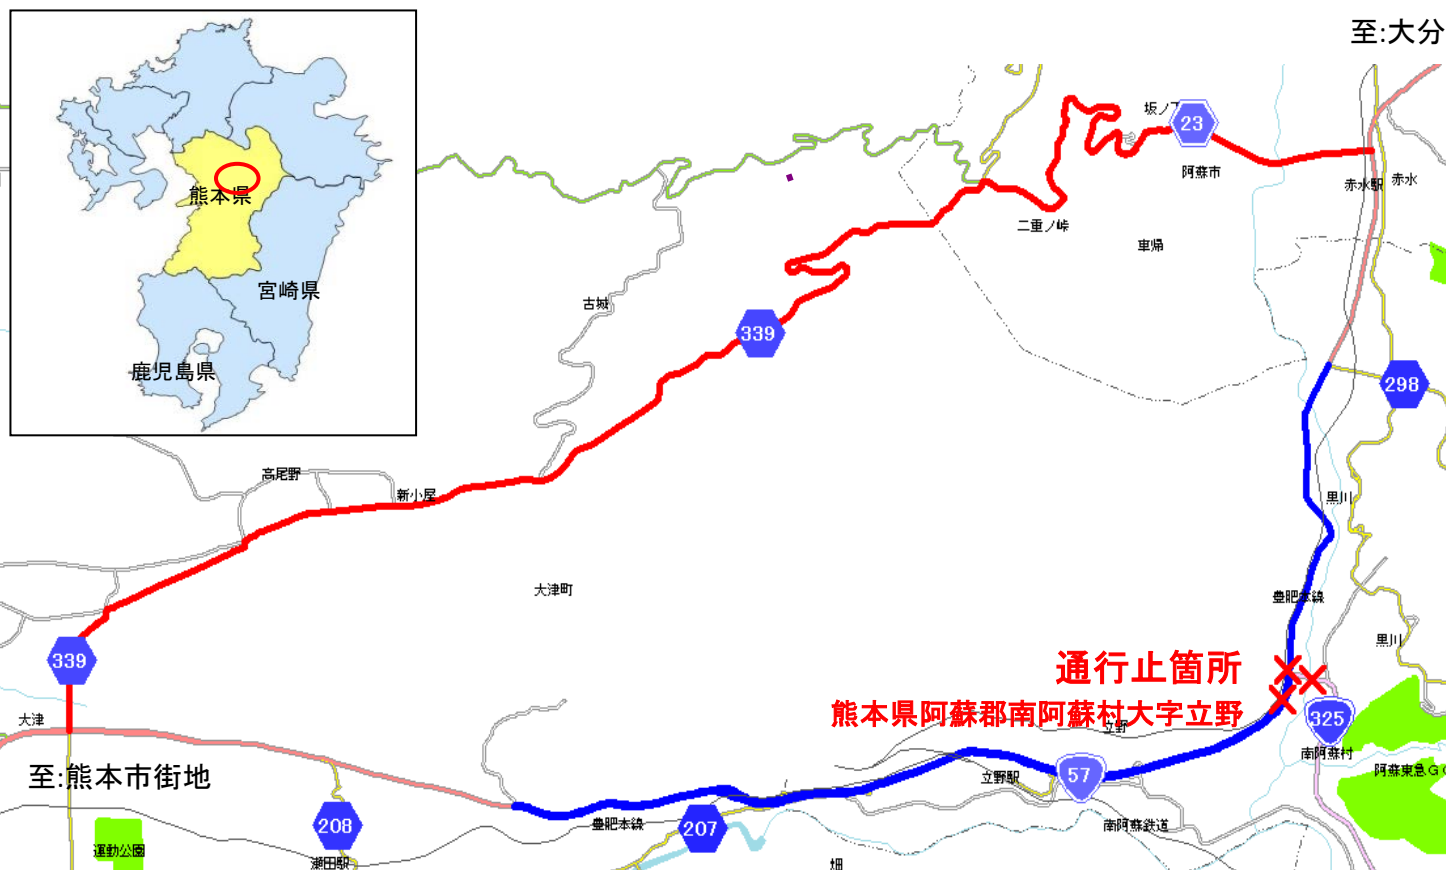 至:大分
熊本県
宮崎県
鹿児島県
坂ノ下
23
阿蘇市
赤水駅
赤水
二重ノ峠
車帰
古城
339
298
高尾野
新小屋
黒川
大津町
豊肥本線
黒川
339
通行止箇所
熊本県阿蘇郡南阿蘇村大字立野
大津
立野
325
南阿蘇村
至:熊本市街地
立野駅
57
阿蘇東急G
208
豊肥本線
207
南阿蘇鉄道
運動公園
瀬田駅
畑